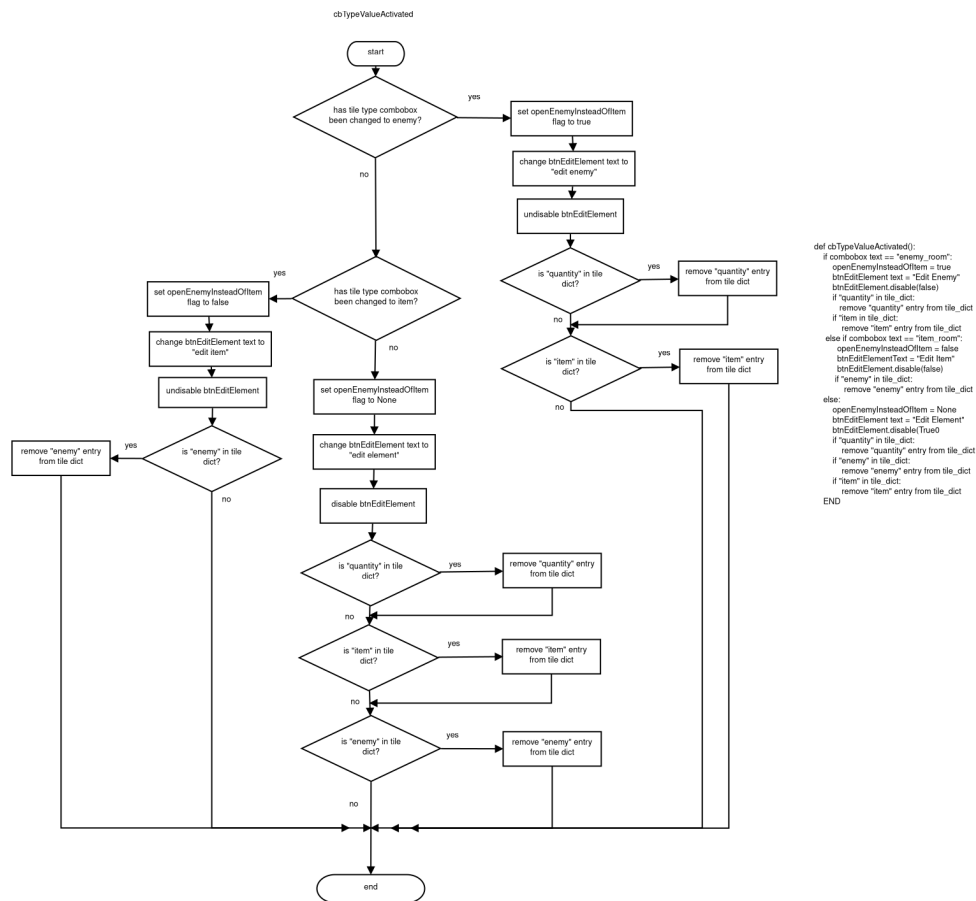 cbTypeValueActivated
start
has tile type combobox
been changed to enemy?
yes
no
set openEnemyInsteadOfItem
flag to true
change btnEditElement text to
"edit enemy"
undisable btnEditElement
is "quantity" in tile
dict?
yes
no
remove "quantity" entry
from tile dict
is "item" in tile
dict?
yes
no
remove "item" entry
from tile dict
has tile type combobox
been changed to item?
yes
no
set openEnemyInsteadOfItem
flag to false
change btnEditElement text to
"edit item"
undisable btnEditElement
is "enemy" in tile
dict?
yes
no
remove "enemy" entry
from tile dict
set openEnemyInsteadOfItem
flag to None
change btnEditElement text to
"edit element"
disable btnEditElement
is "quantity" in tile
dict?
yes
no
remove "quantity" entry
from tile dict
is "item" in tile
dict?
yes
no
remove "item" entry
from tile dict
is "enemy" in tile
dict?
yes
no
remove "enemy" entry
from tile dict
end
def cbTypeValueActivated():
if combobox text == "enemy_room":
openEnemyInsteadOfItem = true
btnEditElement text = "Edit Enemy"
btnEditElement.disable(false)
if "quantity" in tile_dict:
remove "quantity" entry from tile_dict
if "item in tile_dict:
remove "item" entry from tile_dict
else if combobox text == "item_room":
openEnemyInsteadOfItem = false
btnEditElementText = "Edit Item"
btnEditElement.disable(false)
if "enemy" in tile_dict:
remove "enemy" entry from tile_dict
else:
openEnemyInsteadOfItem = None
btnEditElement text = "Edit Element"
btnEditElement.disable(True0
if "quantity" in tile_dict:
remove "quantity" entry from tile_dict
if "enemy" in tile_dict:
remove "enemy" entry from tile_dict
if "item" in tile_dict:
remove "item" entry from tile_dict
END